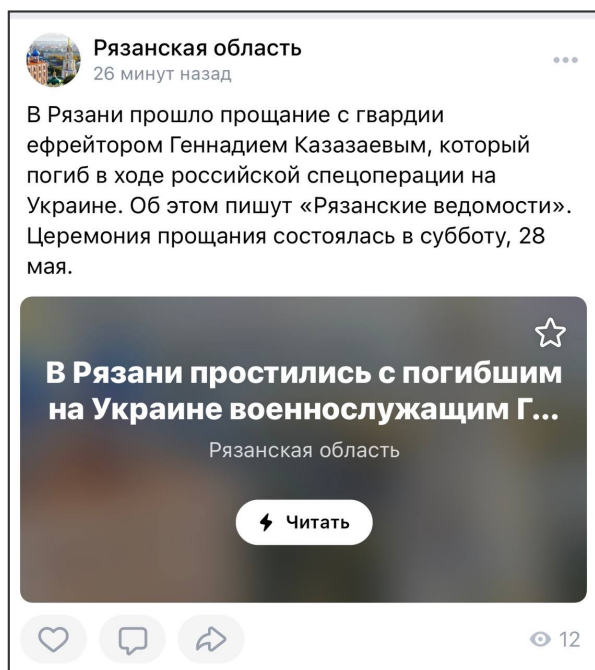 Рязанская область
26 минут назад
В Рязани прошло прощание с гвардии
ефрейтором Геннадием Казазаевым, который
погиб в ходе российской спецоперации на
Украине. Об этом пишут «Рязанские ведомости».
Церемония прощания состоялась в субботу, 28
мая.
В Рязани простились с погибшим
на Украине военнослужащим Г...
Рязанская область
Читать
12